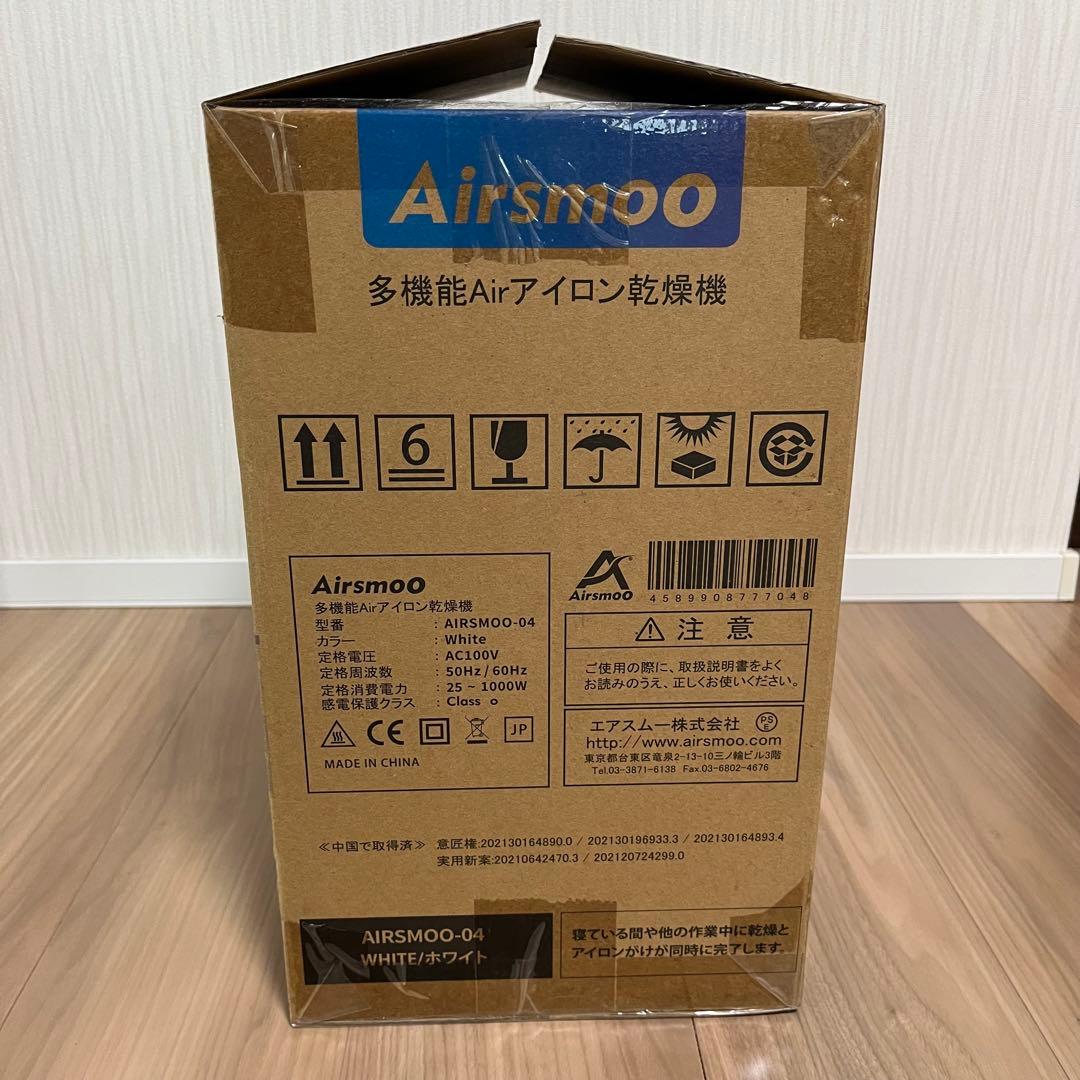 Airsmoo
多機能Airアイロン乾燥機
6
Airsmoo
多機能Airアイロン乾燥機
型番 : AIRSMOO-04
カラー : White
定格電圧 : AC100V
定格周波数 : 50Hz/60Hz
定格消費電力 : 25 ~ 1000W
感電保護クラス : Class o
CE
JP
MADE IN CHINA
Airsmoo
4589908777048
注 意
ご使用の際に、取扱説明書をよく
お読みのうえ、正しくお使いください。
エアスムー株式会社 PSE
http://www.airsmoo.com
東京都台東区竜泉2-13-10三ノ輪ビル3階
Tel.03-3871-6138 Fax.03-6802-4676
≪中国で取得済≫ 意匠権:202130164890.0 / 202130196933.3 / 202130164893.4
実用新案:20210642470.3 / 202120724299.0
AIRSMOO-04
WHITE/ホワイト
寝ている間や他の作業中に乾燥と
アイロンがけが同時に完了します。